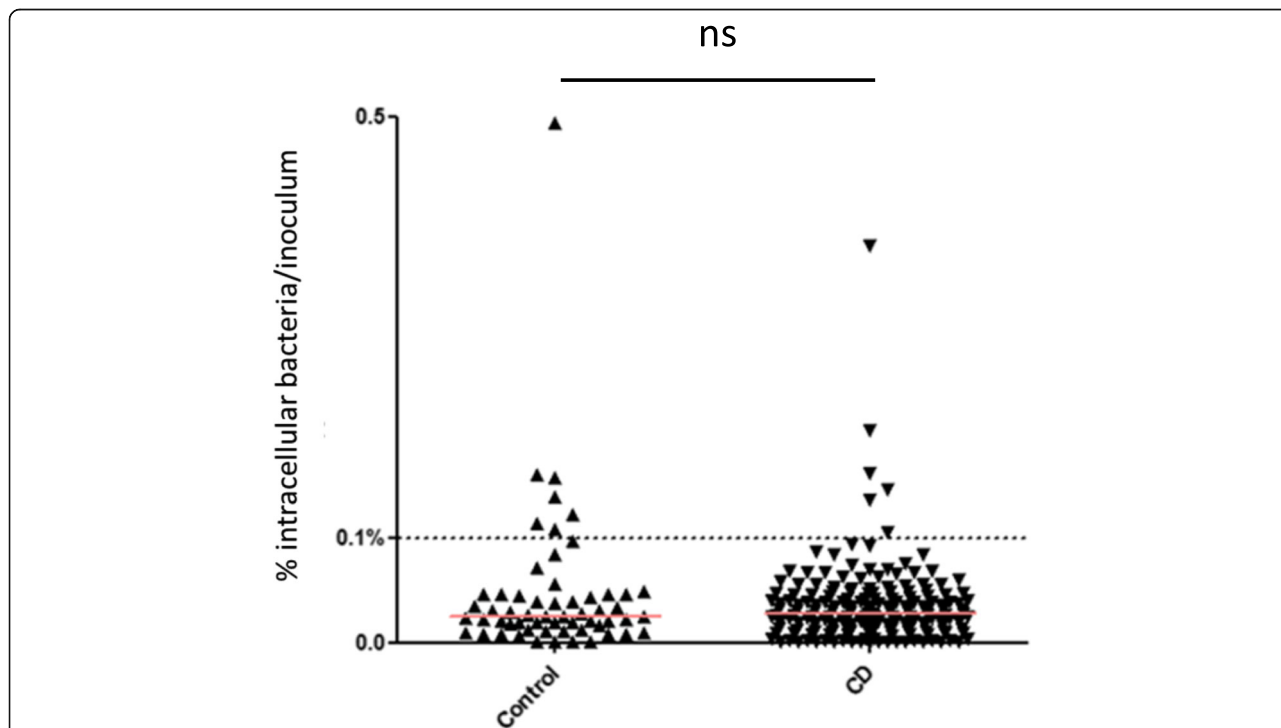 ns
0.5
% intracellular bacteria/inoculum
0.1%
0.0
Control
CD